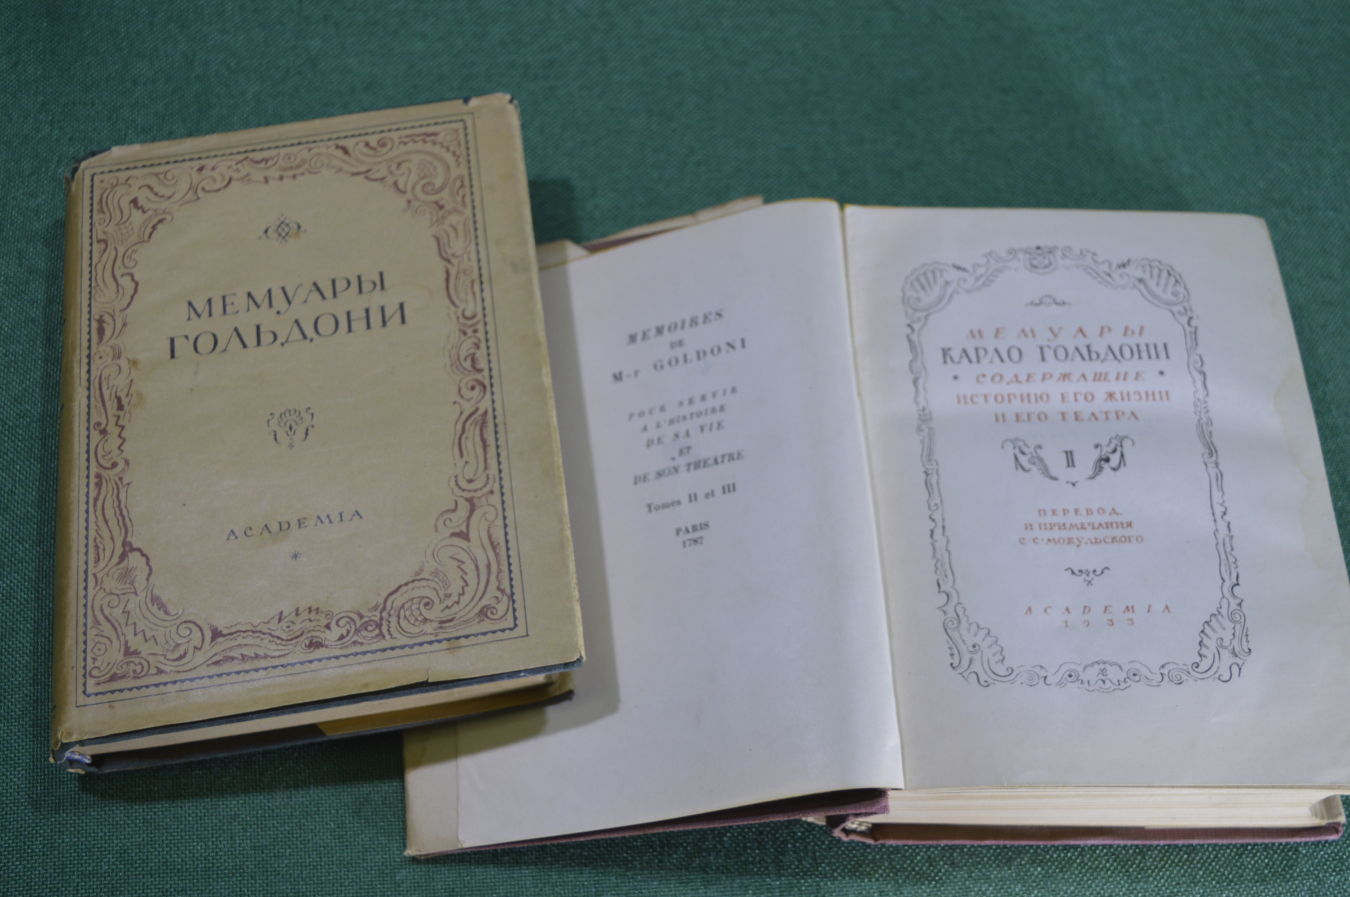 МЕМУАРЫ
ГОЛЬДОНИ
ACADEMIA
MEMOIRES
DE
M-r GOLDONI
POUR SERVIR
A L'HISTOIRE
DE SA VIE
ET
DE SON THEATRE
Tomes II et III
PARIS
1787
МЕМУАРЫ
КАРЛО ГОЛЬДОНИ
СОДЕРЖАЩИЕ
ИСТОРИЮ ЕГО ЖИЗНИ
И ЕГО ТЕАТРА
II
ПЕРЕВОД
И ПРИМЕЧАНИЯ
С·С·МОКУЛЬСКОГО
ACADEMIA
1933